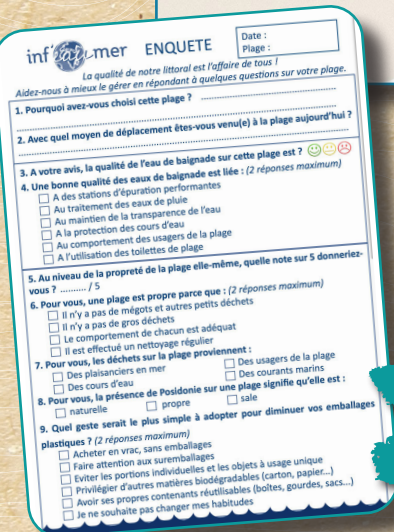 inf'eau mer ENQUETE
Date :
Plage :
La qualité de notre littoral est l'affaire de tous !
Aidez-nous à mieux le gérer en répondant à quelques questions sur votre plage.
1. Pourquoi avez-vous choisi cette plage ? ..........
..........
2. Avec quel moyen de déplacement êtes-vous venu(e) à la plage aujourd'hui ?
..........
3. A votre avis, la qualité de l'eau de baignade sur cette plage est ?
4. Une bonne qualité des eaux de baignade est liée : (2 réponses maximum)
A des stations d'épuration performantes
Au traitement des eaux de pluie
Au maintien de la transparence de l'eau
A la protection des cours d'eau
Au comportement des usagers de la plage
A l'utilisation des toilettes de plage
5. Au niveau de la propreté de la plage elle-même, quelle note sur 5 donneriez-
vous ? .......... / 5
6. Pour vous, une plage est propre parce que : (2 réponses maximum)
Il n'y a pas de mégots et autres petits déchets
Il n'y a pas de gros déchets
Le comportement de chacun est adéquat
Il est effectué un nettoyage régulier
7. Pour vous, les déchets sur la plage proviennent :
Des plaisanciers en mer Des usagers de la plage
Des cours d'eau Des courants marins
8. Pour vous, la présence de Posidonie sur une plage signifie qu'elle est :
naturelle propre sale
9. Quel geste serait le plus simple à adopter pour diminuer vos emballages
plastiques ? (2 réponses maximum)
Acheter en vrac, sans emballages
Faire attention aux suremballages
Eviter les portions individuelles et les objets à usage unique
Privilégier d'autres matières biodégradables (carton, papier...)
Avoir ses propres contenants réutilisables (boîtes, gourdes, sacs...)
Je ne souhaite pas changer mes habitudes